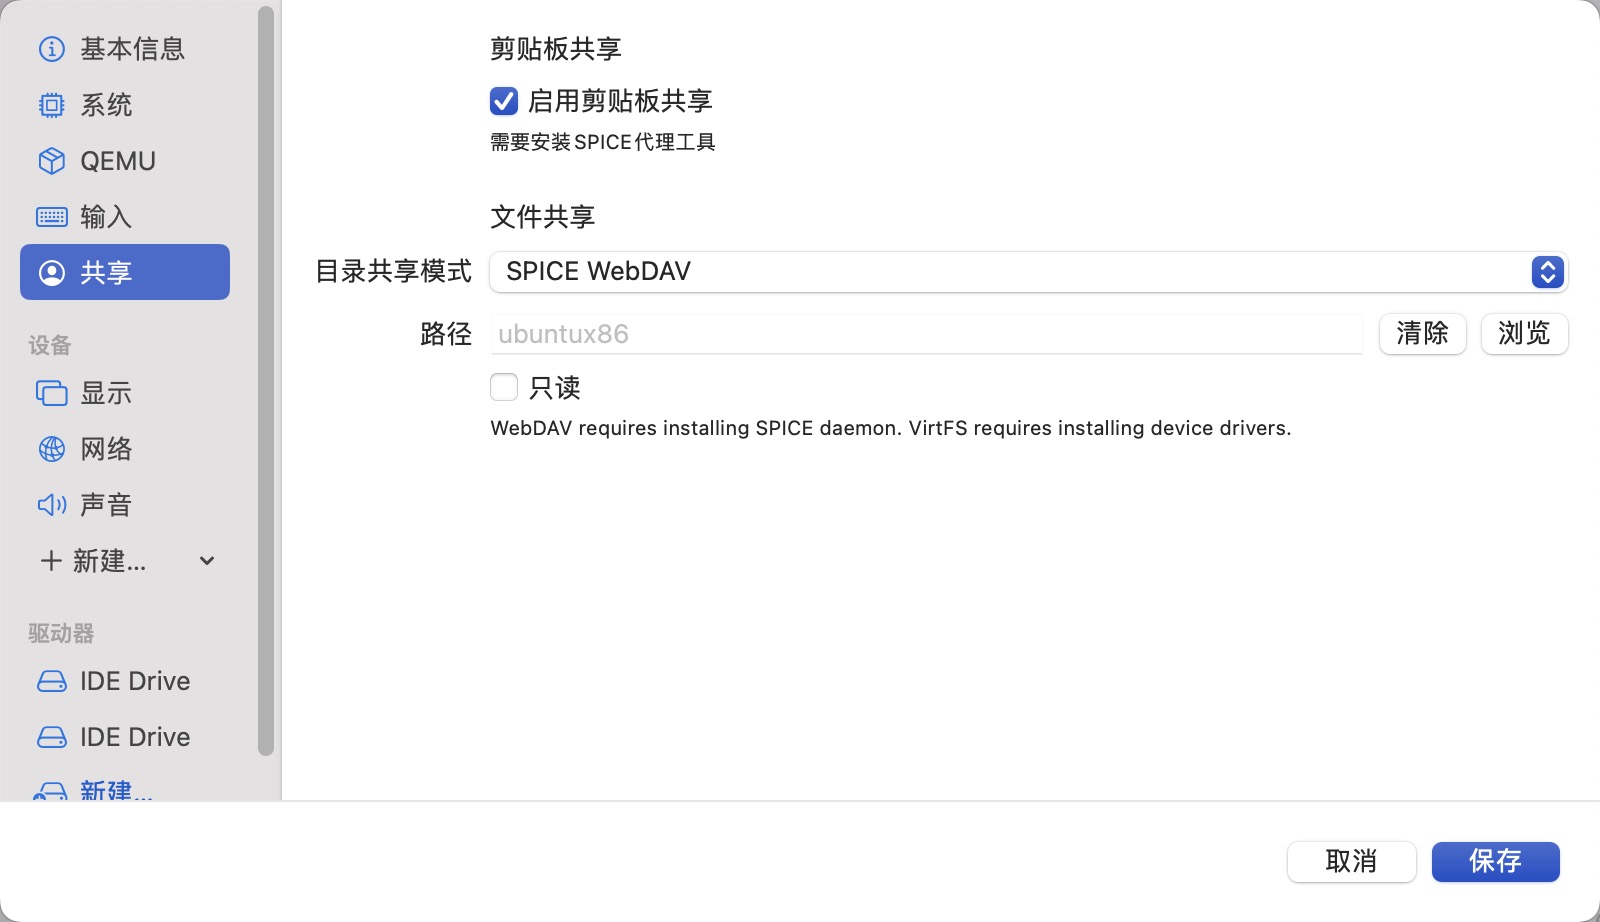 基本信息
系统
QEMU
输入
共享
设备
显示
网络
声音
新建...
驱动器
IDE Drive
IDE Drive
新建...
剪贴板共享
启用剪贴板共享
需要安装SPICE代理工具
文件共享
目录共享模式 SPICE WebDAV
路径 ubuntux86 清除 浏览
只读
WebDAV requires installing SPICE daemon. VirtFS requires installing device drivers.
取消 保存